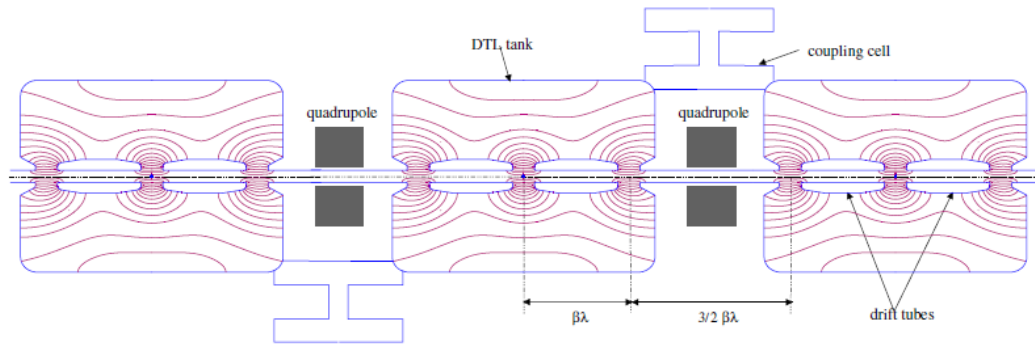 DTL tank
coupling cell
quadrupole
quadrupole
βλ
3/2 βλ
drift tubes